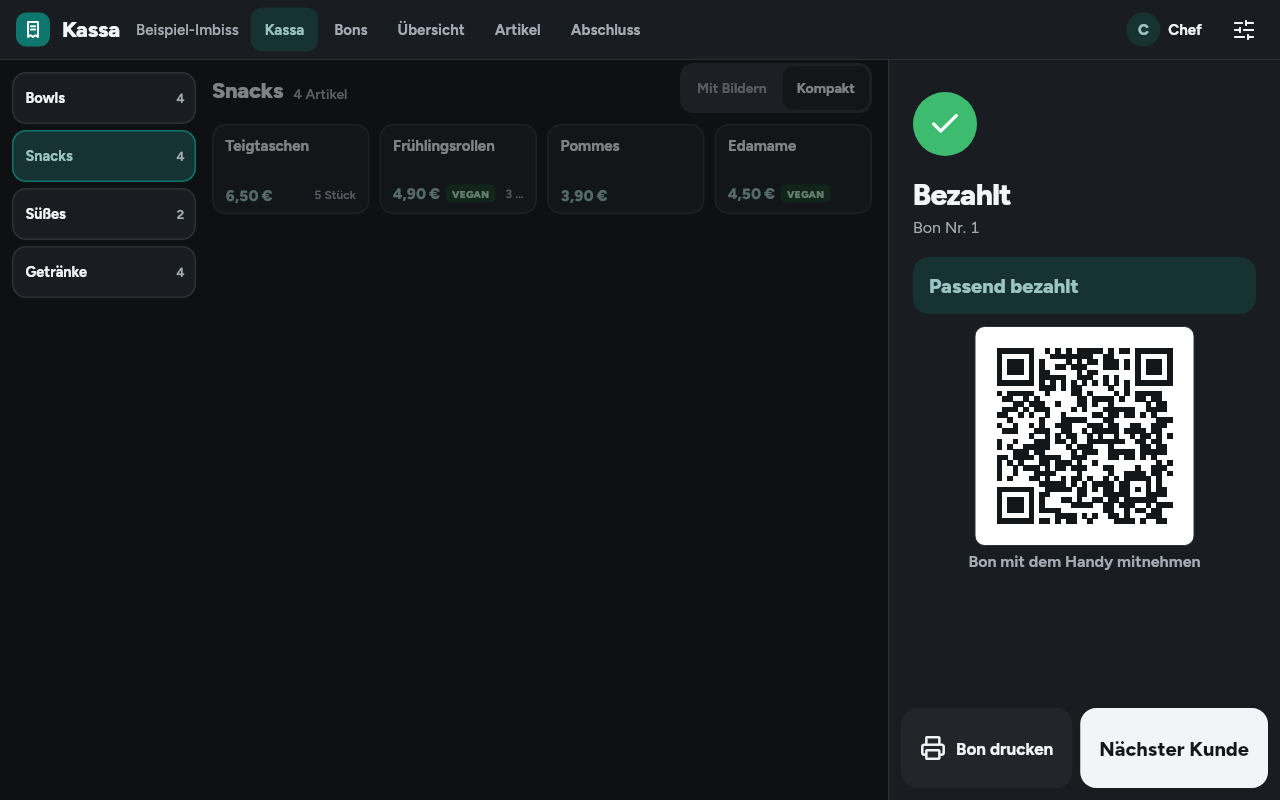 Kassa Beispiel-Imbiss Kassa Bons Übersicht Artikel Abschluss C Chef
Bowls 4
Snacks 4
Süßes 2
Getränke 4
Snacks 4 Artikel Mit Bildern Kompakt
Teigtaschen
6,50 € 5 Stück
Frühlingsrollen
4,90 € VEGAN 3 ...
Pommes
3,90 €
Edamame
4,50 € VEGAN
Bezahlt
Bon Nr. 1
Passend bezahlt
Bon mit dem Handy mitnehmen
Bon drucken
Nächster Kunde